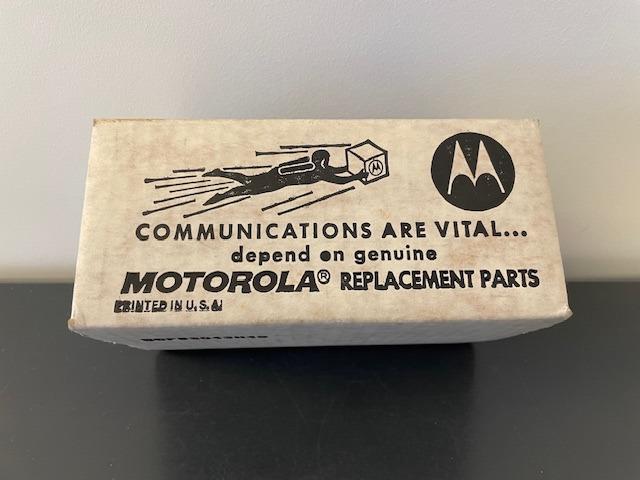 COMMUNICATIONS ARE VITAL...
depend on genuine
MOTOROLA® REPLACEMENT PARTS
PRINTED IN U.S.A.